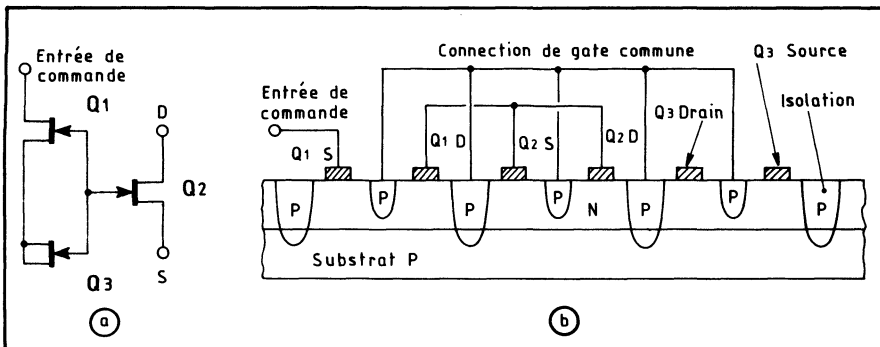 Entrée de
commande
Q1
D
Q2
S
Q3
a
Connection de gate commune
Q3 Source
Entrée de
commande
Isolation
Q3 Drain
Q1 S
Q1 D
Q2 S
Q2 D
P
P
P
P
N
P
P
P
Substrat P
b